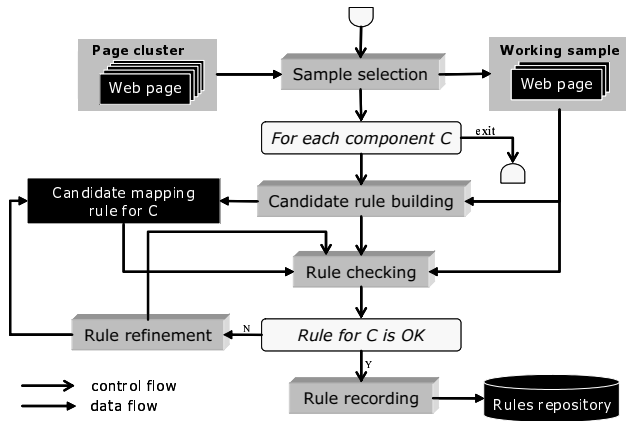 Page cluster
Web page
Sample selection
Working sample
Web page
For each component C
exit
Candidate mapping
rule for C
Candidate rule building
Rule checking
Rule refinement
N
Rule for C is OK
Y
control flow
data flow
Rule recording
Rules repository